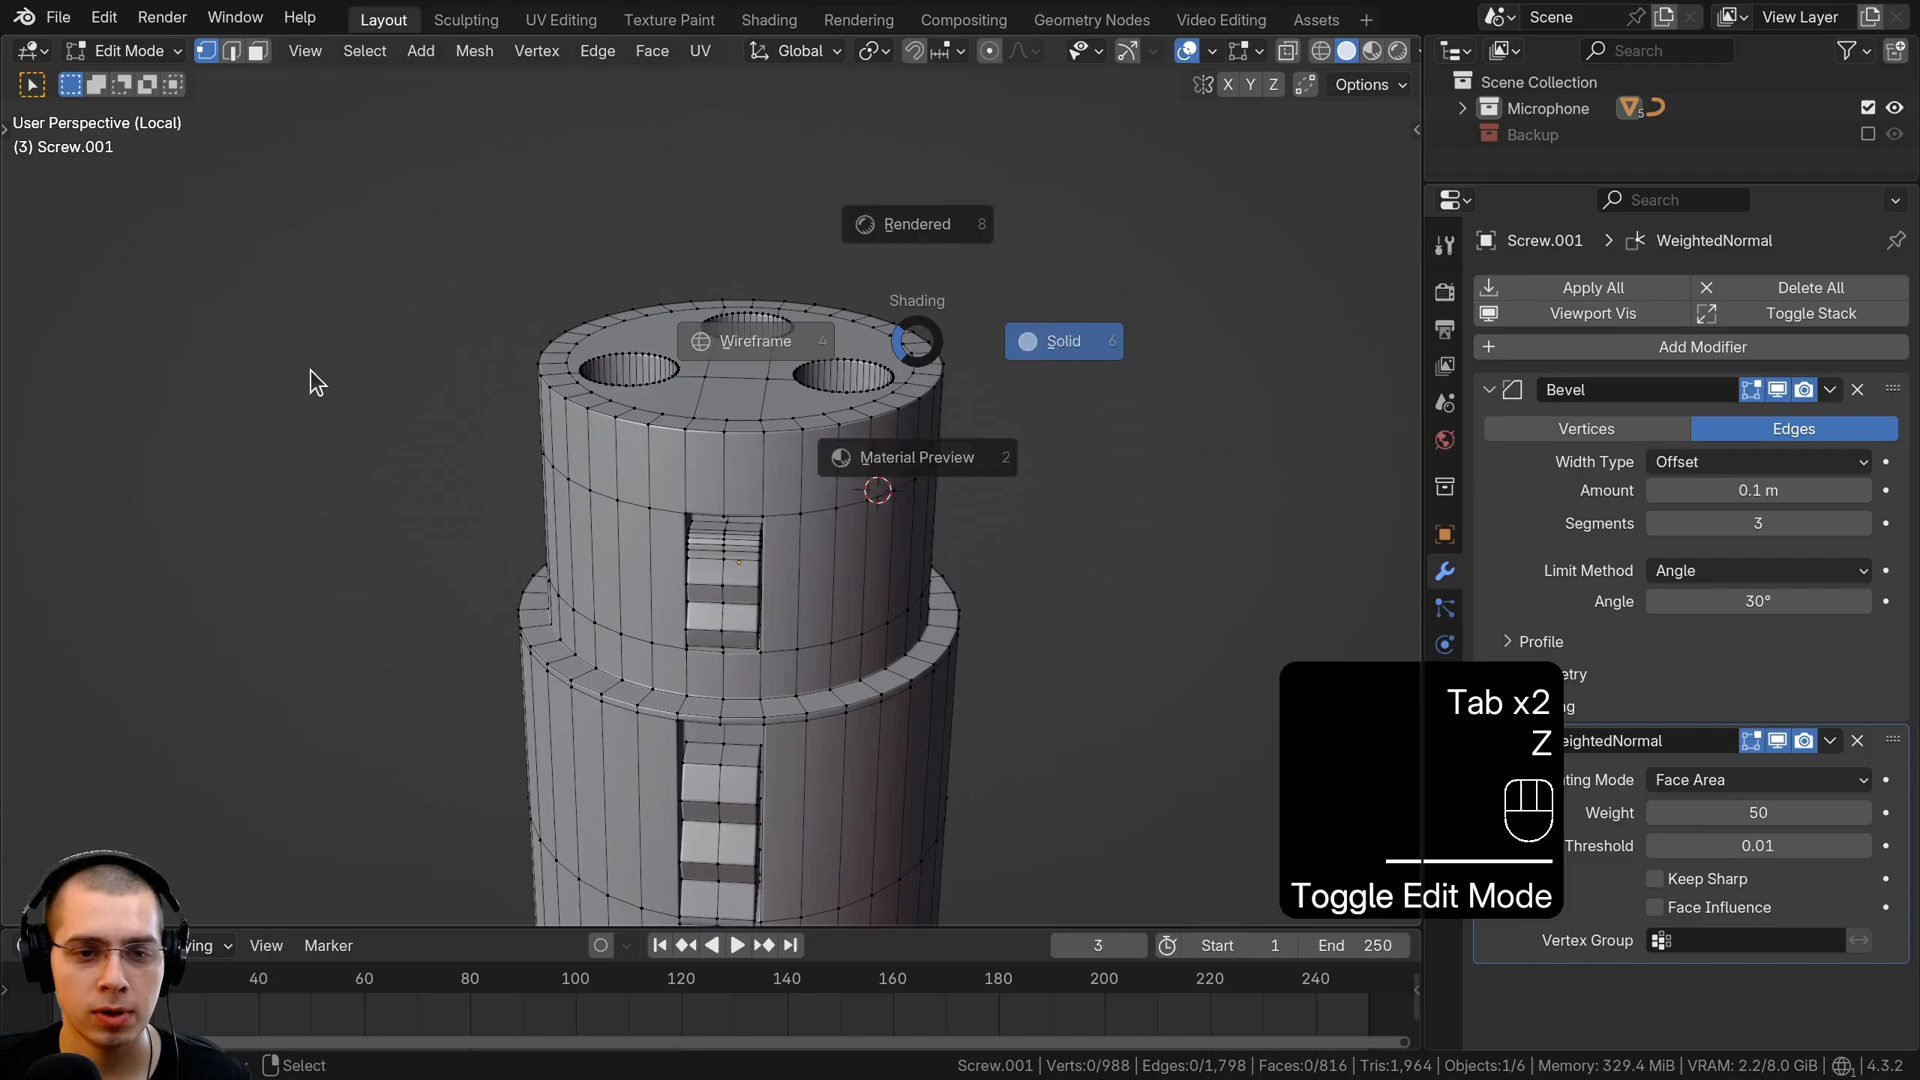 File Edit Render Window Help Layout Sculpting UV Editing Texture Paint Shading Rendering Compositing Geometry Nodes Video Editing Assets Scene View Layer
Edit Mode View Select Add Mesh Vertex Edge Face UV Global Search
X Y Z Options
Scene Collection
Microphone 5
Backup
User Perspective (Local)
(3) Screw.001
Search
Rendered 8
Screw.001 WeightedNormal
Apply All Delete All
Viewport Vis Toggle Stack
Add Modifier
Shading
Wireframe 4
Solid 6
Material Preview 2
Bevel
Vertices Edges
Width Type Offset
Amount 0.1 m
Segments 3
Limit Method Angle
Angle 30°
Profile
etry
ng
Tab x2
Z
Toggle Edit Mode
eightedNormal
ting Mode Face Area
Weight 50
Threshold 0.01
Keep Sharp
Face Influence
Vertex Group
ying View Marker 3 Start 1 End 250
40 60 80 100 120 140 160 180 200 220 240
Select
Screw.001 | Verts:0/988 | Edges:0/1,798 | Faces:0/816 | Tris:1,964 | Objects:1/6 | Memory: 329.4 MiB | VRAM: 2.2/8.0 GiB | 1 4.3.2